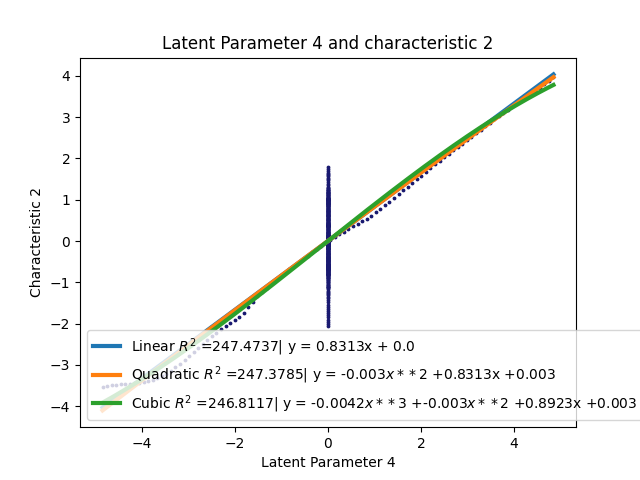 Latent Parameter 4 and characteristic 2
4
3
2
1
0
−1
−2
−3
−4
Characteristic 2
Linear R² =247.4737| y = 0.8313x + 0.0
Quadratic R² =247.3785| y = -0.003x * * 2 +0.8313x +0.003
Cubic R² =246.8117| y = -0.0042x * * 3 +-0.003x * * 2 +0.8923x +0.003
−4 −2 0 2 4
Latent Parameter 4